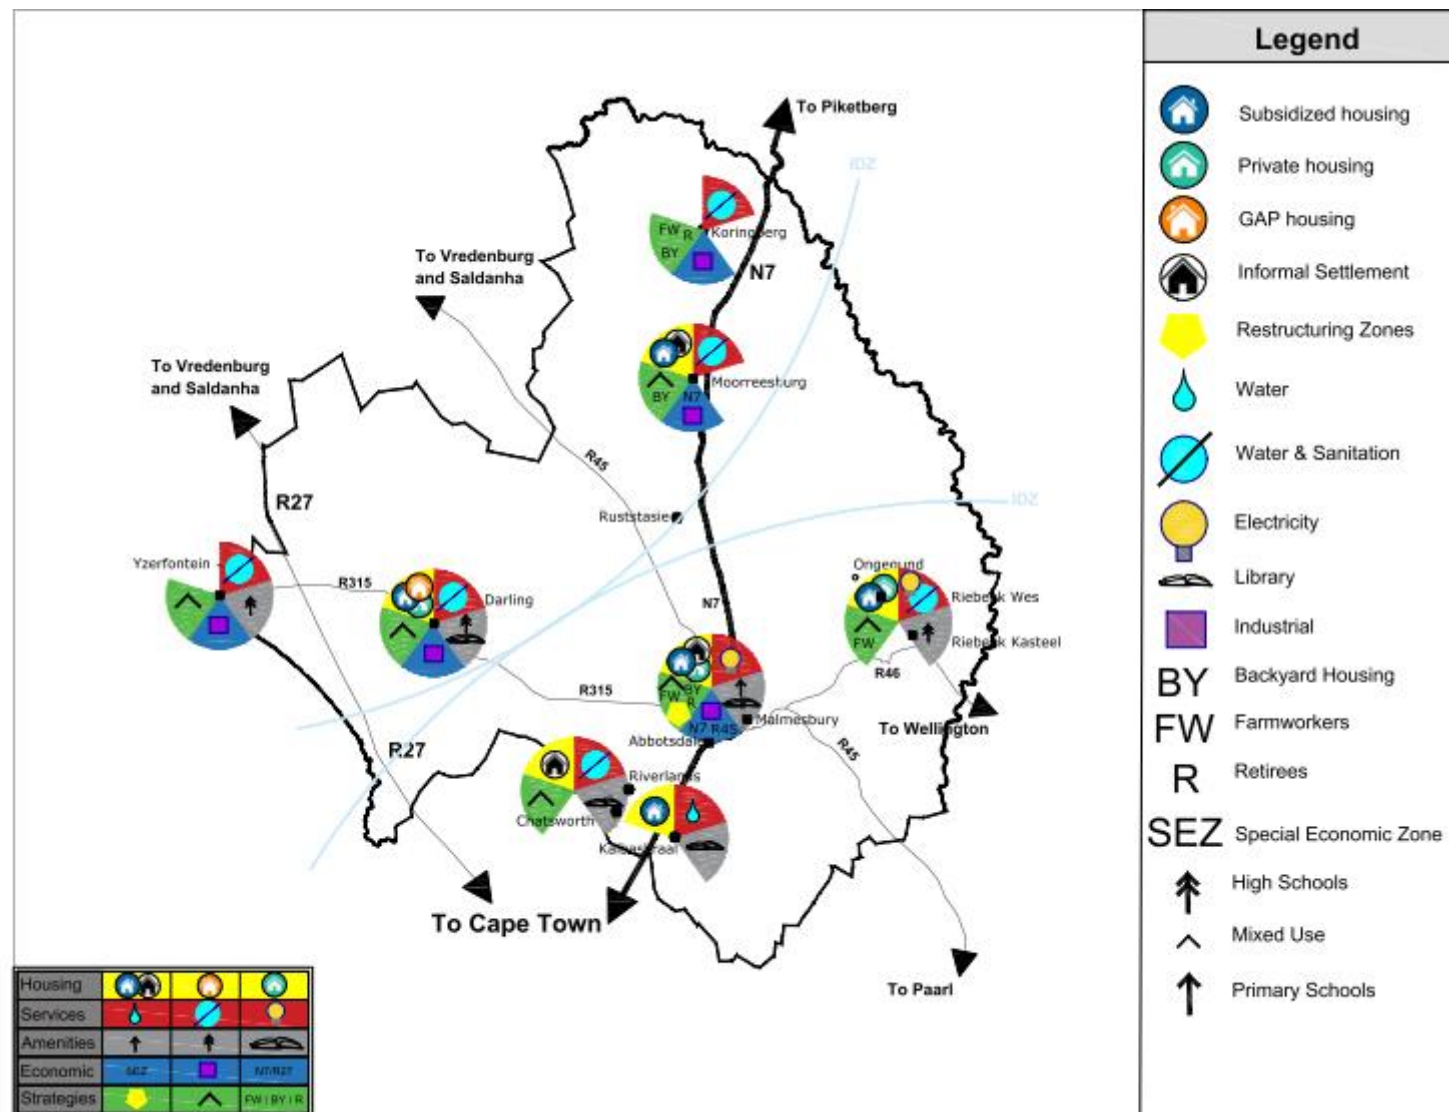 Legend
Subsidized housing
Private housing
GAP housing
Informal Settlement
Restructuring Zones
Water
Water & Sanitation
Electricity
Library
Industrial
BY Backyard Housing
FW Farmworkers
R Retirees
SEZ Special Economic Zone
High Schools
Mixed Use
Primary Schools
To Piketberg
IDZ
To Vredenburg
and Saldanha
FW R
BY
Koringberg
N7
To Vredenburg
and Saldanha
Moorreesburg
BY N7
R45
R27
IDZ
Ruststasie
Yzerfontein
R315
Darling
N7
Ongegund
Riebeek Wes
FW
Riebeek Kasteel
R46
R315
FW BY
R
N7 R45
Malmesbury
To Wellington
Abbotsdale
R27
R45
Riverlands
Chatsworth
Kalbaskraal
To Cape Town
To Paarl
Housing
Services
Amenities
Economic SEZ N7/R27
Strategies FW | BY | R